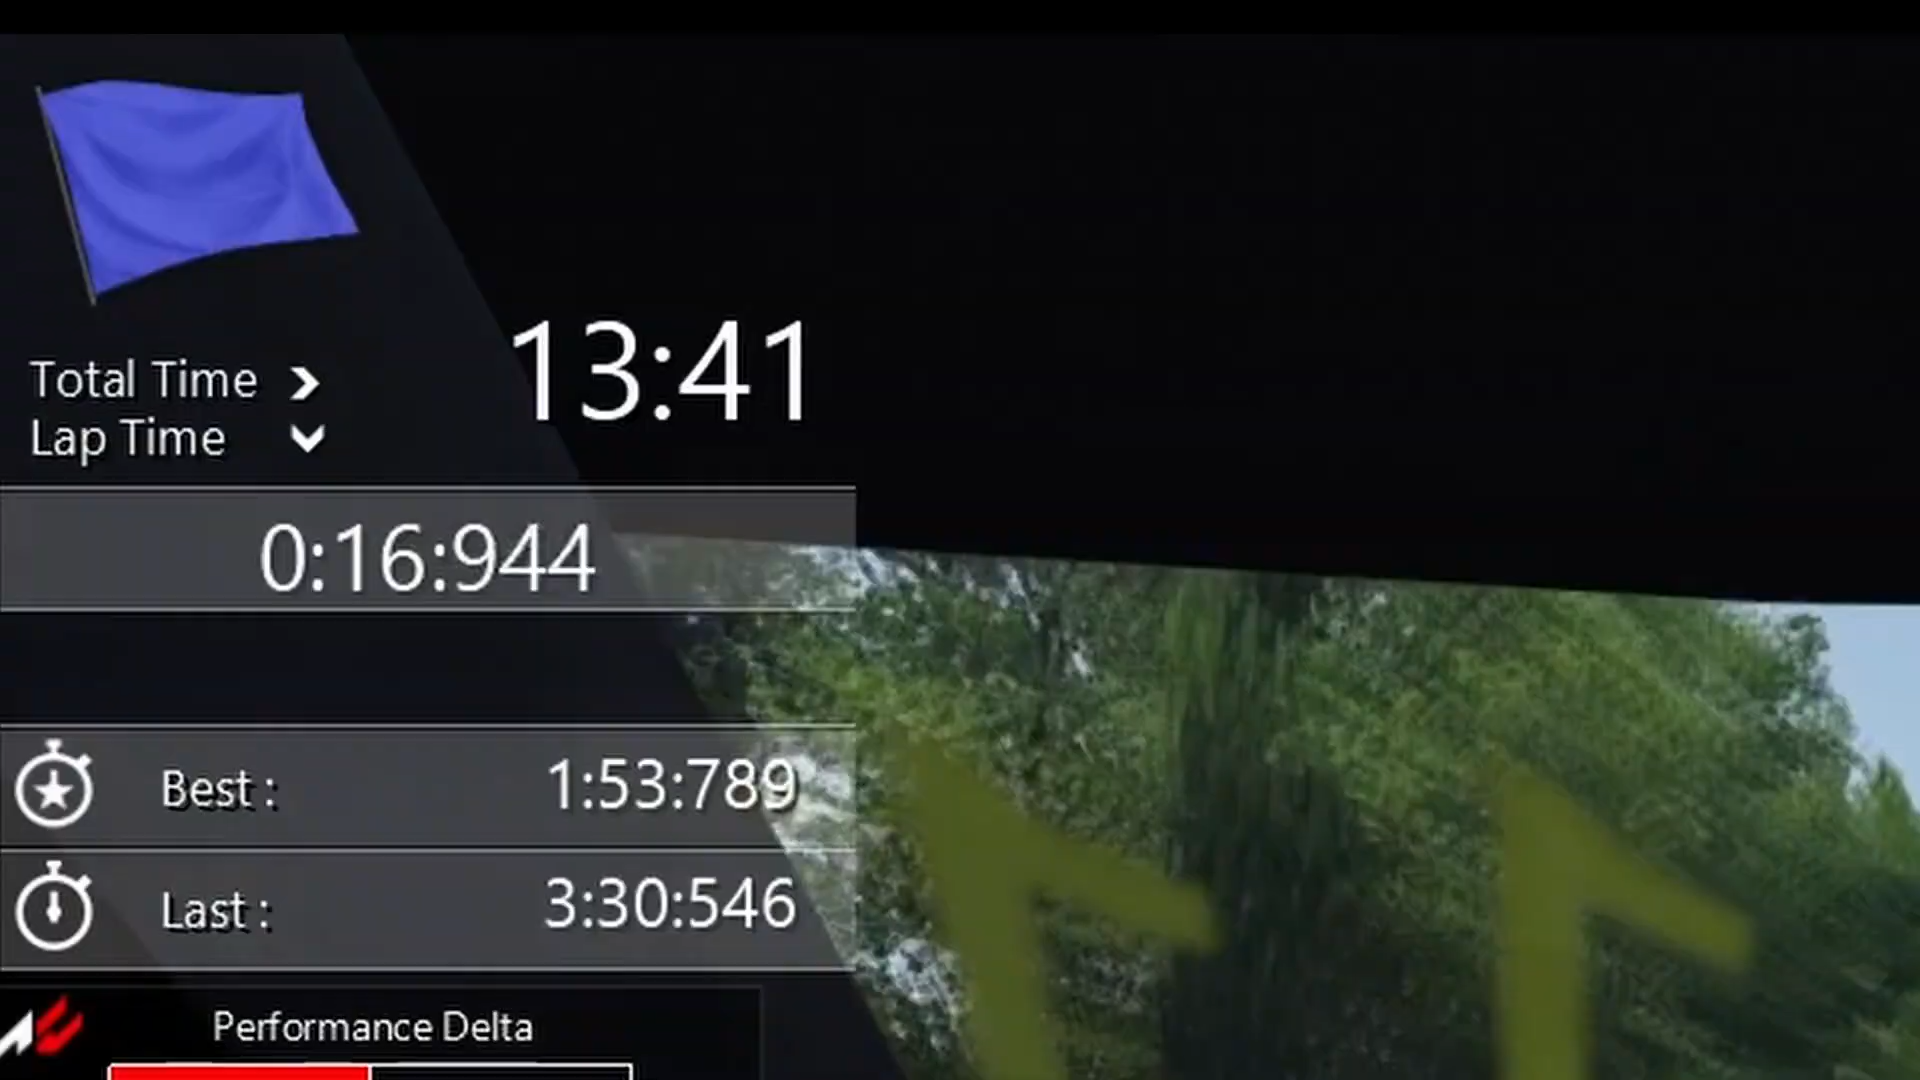 13:41
Total Time
Lap Time
0:16:944
Best : 1:53:789
Last : 3:30:546
Performance Delta